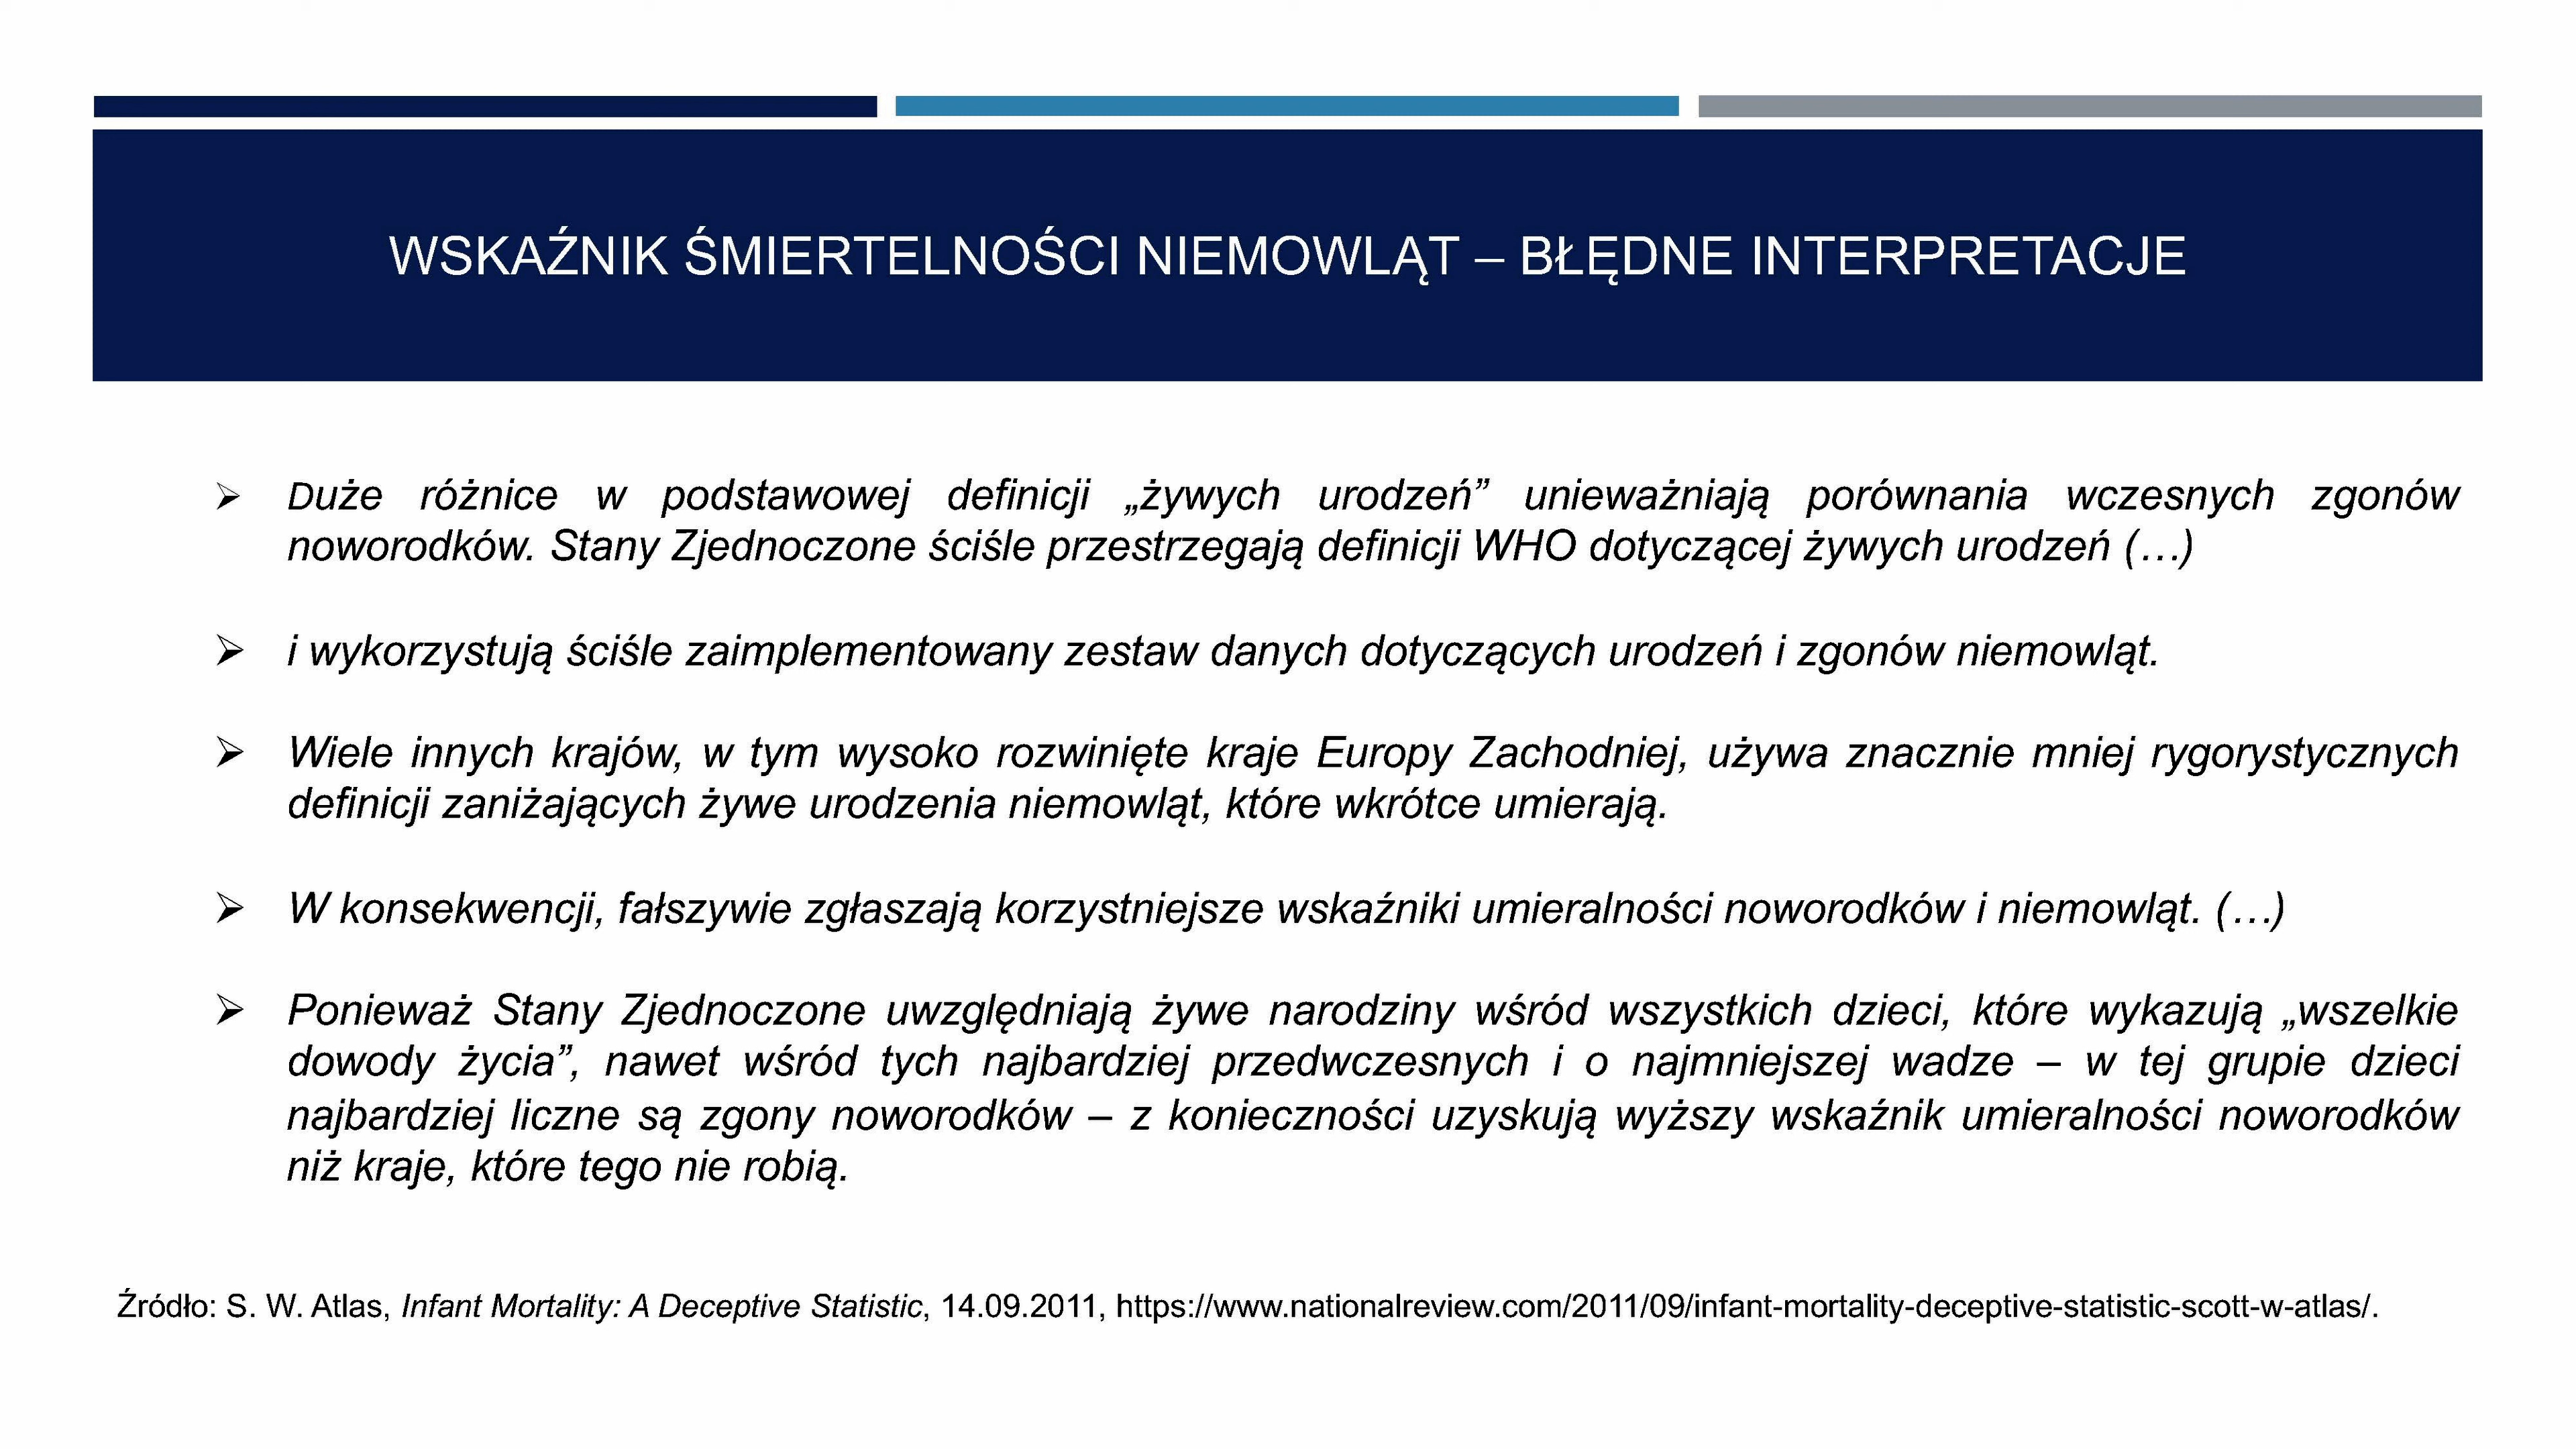 WSKAŹNIK ŚMIERTELNOŚCI NIEMOWLĄT – BŁĘDNE INTERPRETACJE
➢ Duże różnice w podstawowej definicji „żywych urodzeń” unieważniają porównania wczesnych zgonów
noworodków. Stany Zjednoczone ściśle przestrzegają definicji WHO dotyczącej żywych urodzeń (…)
➢ i wykorzystują ściśle zaimplementowany zestaw danych dotyczących urodzeń i zgonów niemowląt.
➢ Wiele innych krajów, w tym wysoko rozwinięte kraje Europy Zachodniej, używa znacznie mniej rygorystycznych
definicji zaniżających żywe urodzenia niemowląt, które wkrótce umierają.
➢ W konsekwencji, fałszywie zgłaszają korzystniejsze wskaźniki umieralności noworodków i niemowląt. (…)
➢ Ponieważ Stany Zjednoczone uwzględniają żywe narodziny wśród wszystkich dzieci, które wykazują „wszelkie
dowody życia”, nawet wśród tych najbardziej przedwczesnych i o najmniejszej wadze – w tej grupie dzieci
najbardziej liczne są zgony noworodków – z konieczności uzyskują wyższy wskaźnik umieralności noworodków
niż kraje, które tego nie robią.
Źródło: S. W. Atlas, Infant Mortality: A Deceptive Statistic, 14.09.2011, https://www.nationalreview.com/2011/09/infant-mortality-deceptive-statistic-scott-w-atlas/.